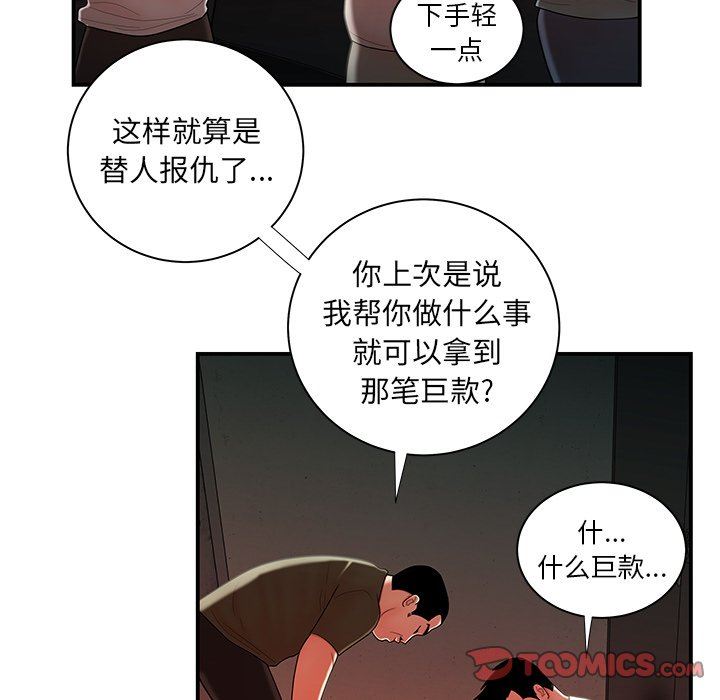 下手轻
一点
这样就算是
替人报仇了...
你上次是说
我帮你做什么事
就可以拿到
那笔巨款?
什...
什么巨款...
TOOMICS.COM